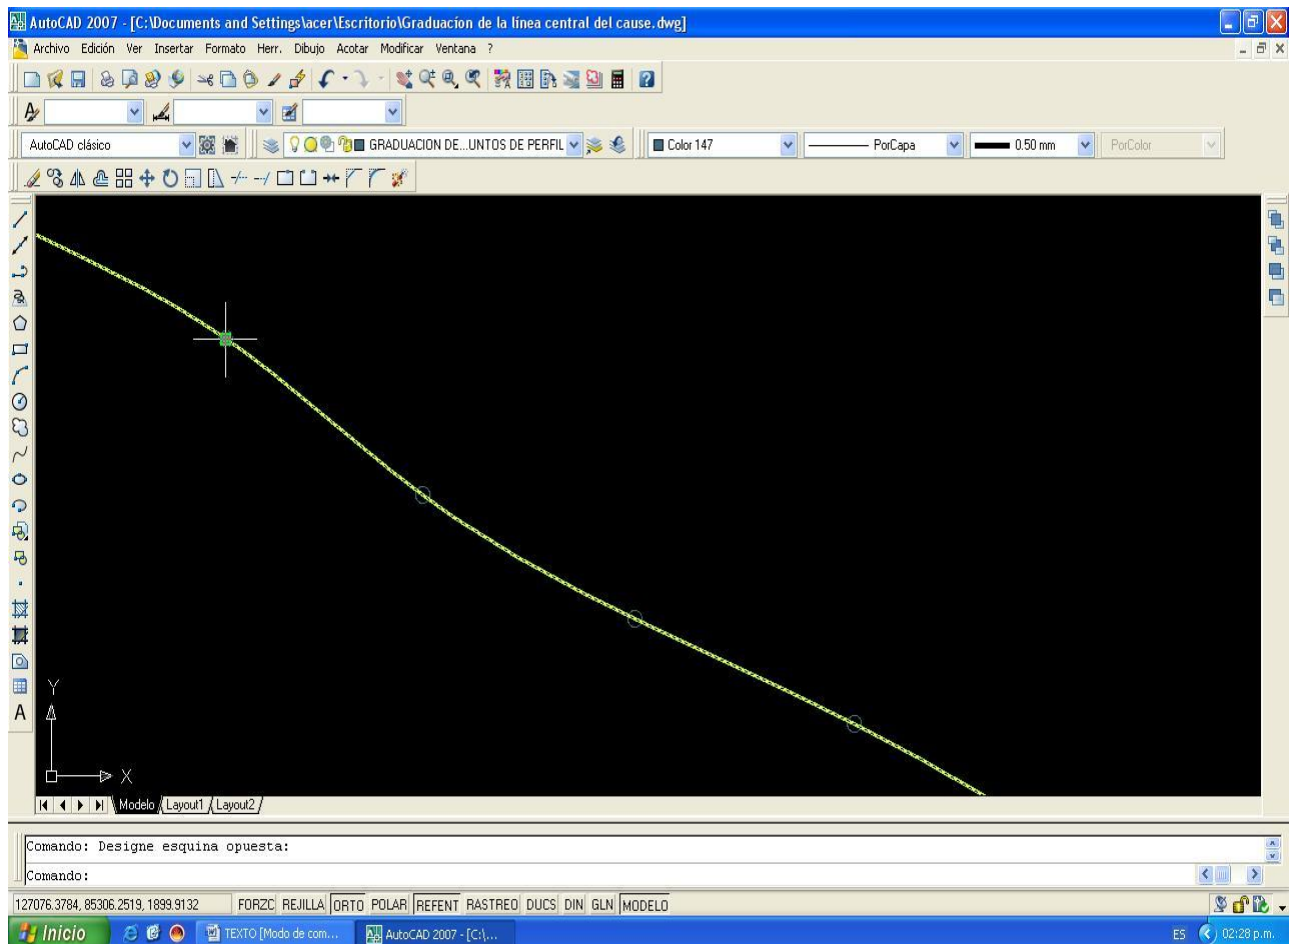 AutoCAD 2007 - [C:\Documents and Settings\acer\Escritorio\Graduacíon de la línea central del cause.dwg]
Archivo Edición Ver Insertar Formato Herr. Dibujo Acotar Modificar Ventana ?
AutoCAD clásico GRADUACION DE...UNTOS DE PERFIL Color 147 PorCapa 0.50 mm PorColor
Y
X
Modelo Layout1 Layout2
Comando: Designe esquina opuesta:
Comando:
127076.3784, 85306.2519, 1899.9132 FORZC REJILLA ORTO POLAR REFENT RASTREO DUCS DIN GLN MODELO
Inicio TEXTO [Modo de com... AutoCAD 2007 - [C:\... ES 02:28 p.m.